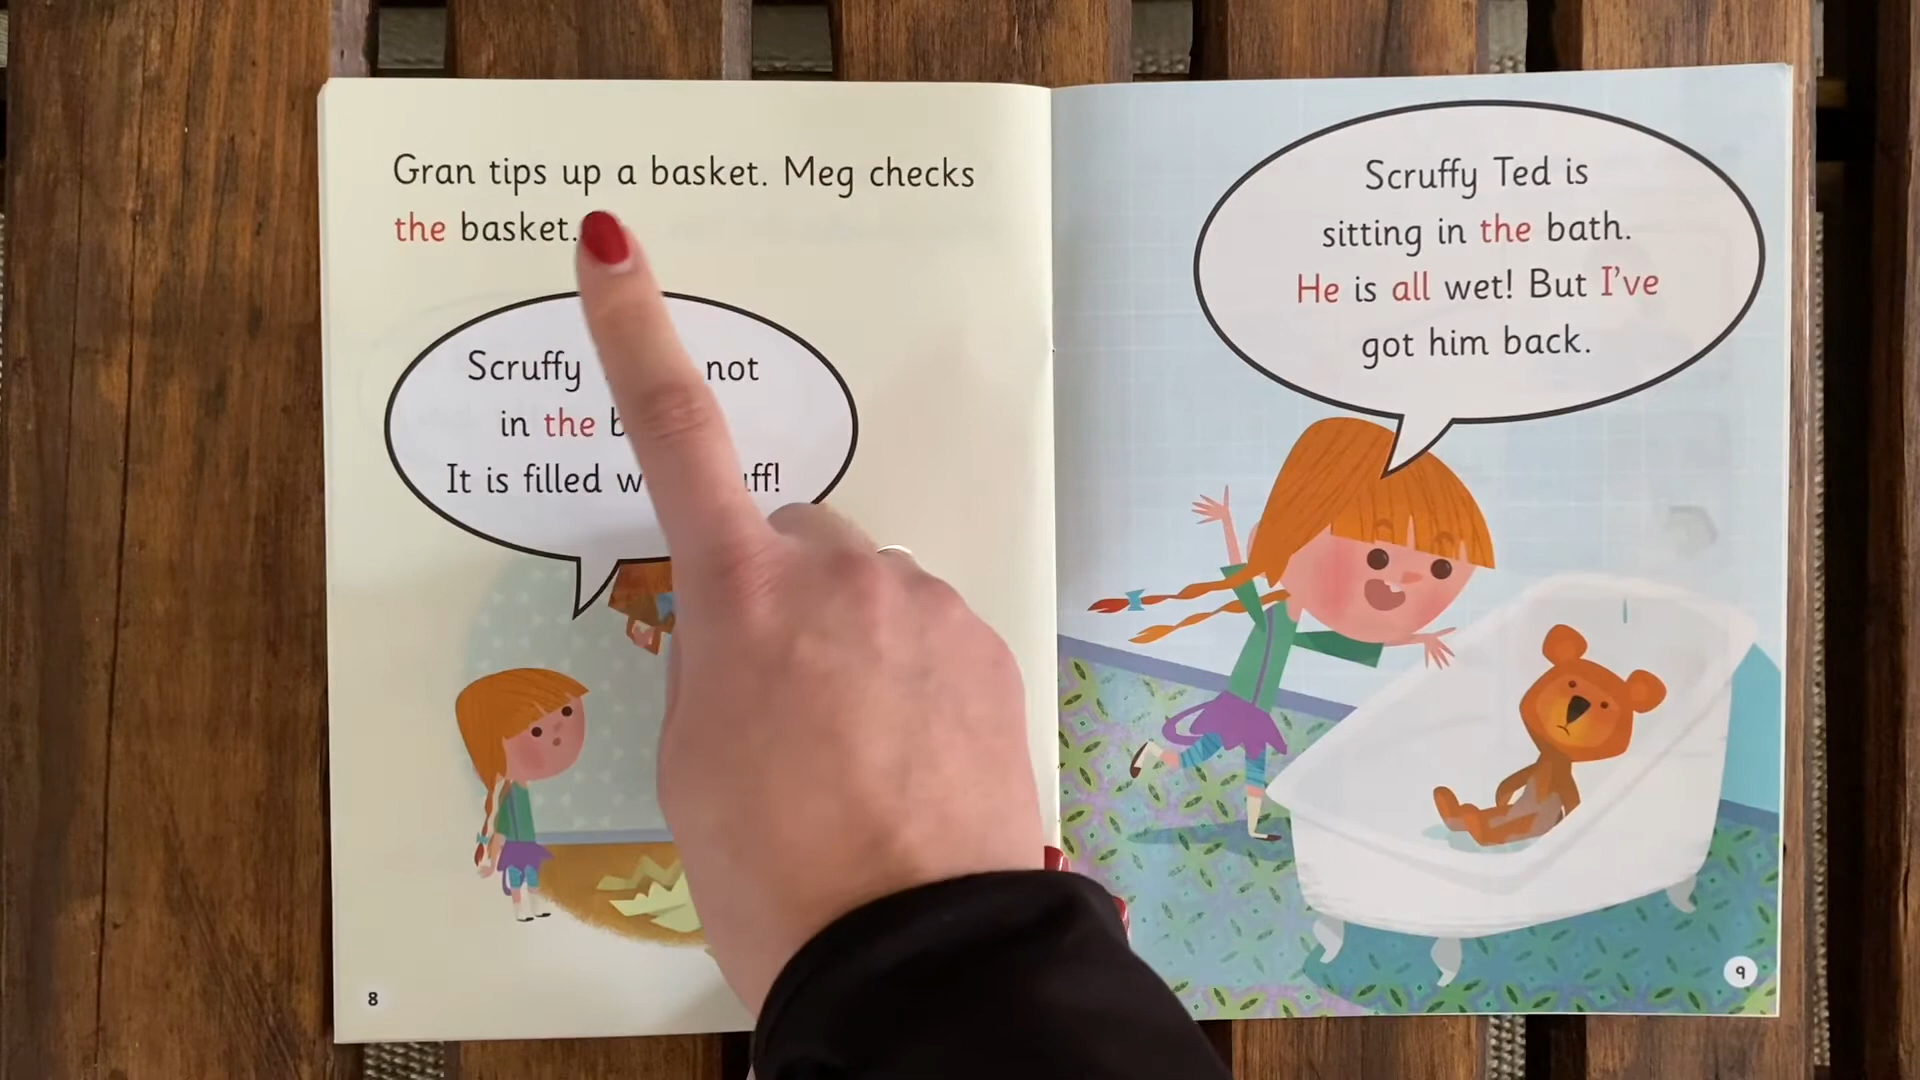 Gran tips up a basket. Meg checks
the basket.
Scruffy not
in the
It is filled
8
Scruffy Ted is
sitting in the bath.
He is all wet! But I've
got him back.
9